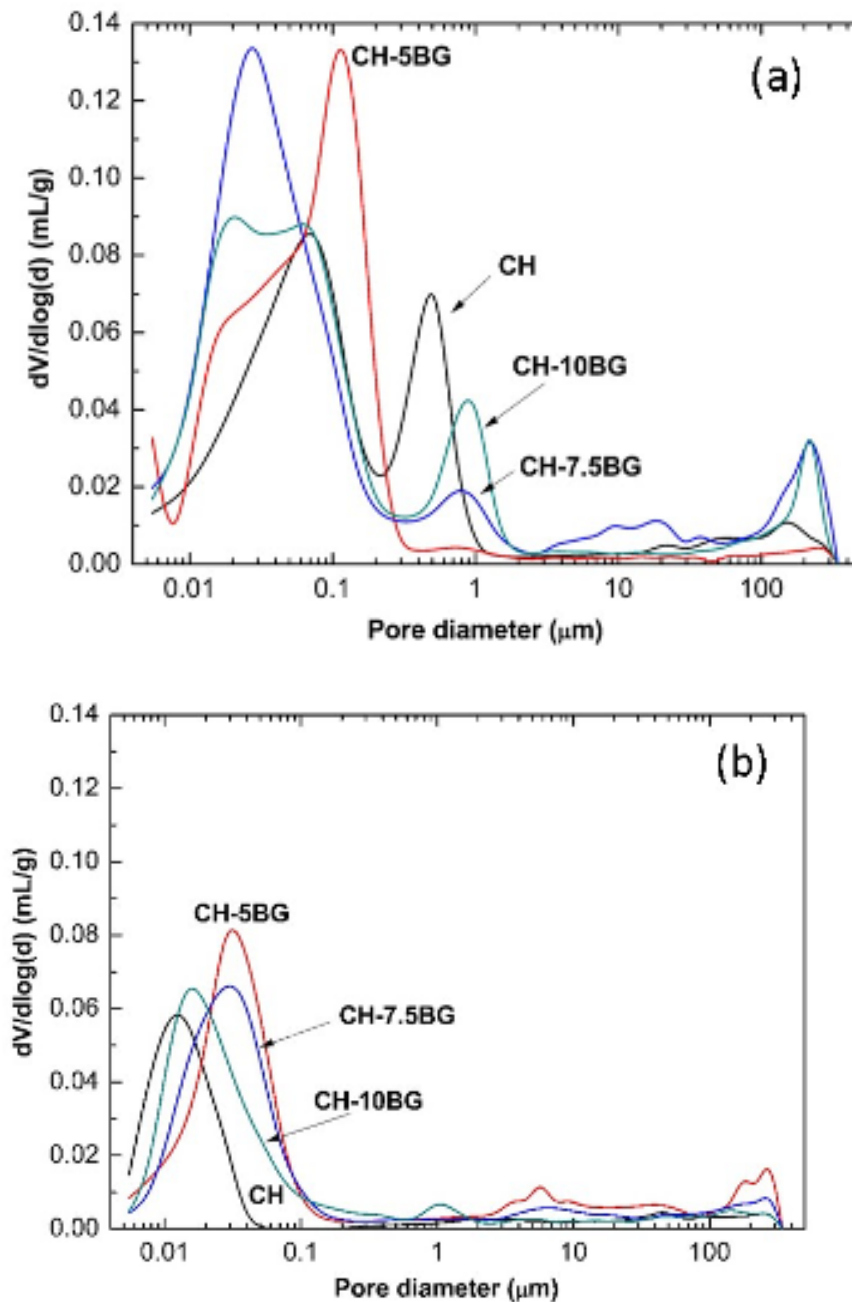 0.14
0.12
0.10
0.08
0.06
0.04
0.02
0.00
dV/dlog(d) (mL/g)
CH-5BG
(a)
CH
CH-10BG
CH-7.5BG
0.01 0.1 1 10 100
Pore diameter (μm)
0.14
0.12
0.10
0.08
0.06
0.04
0.02
0.00
dV/dlog(d) (mL/g)
(b)
CH-5BG
CH-7.5BG
CH-10BG
CH
0.01 0.1 1 10 100
Pore diameter (μm)